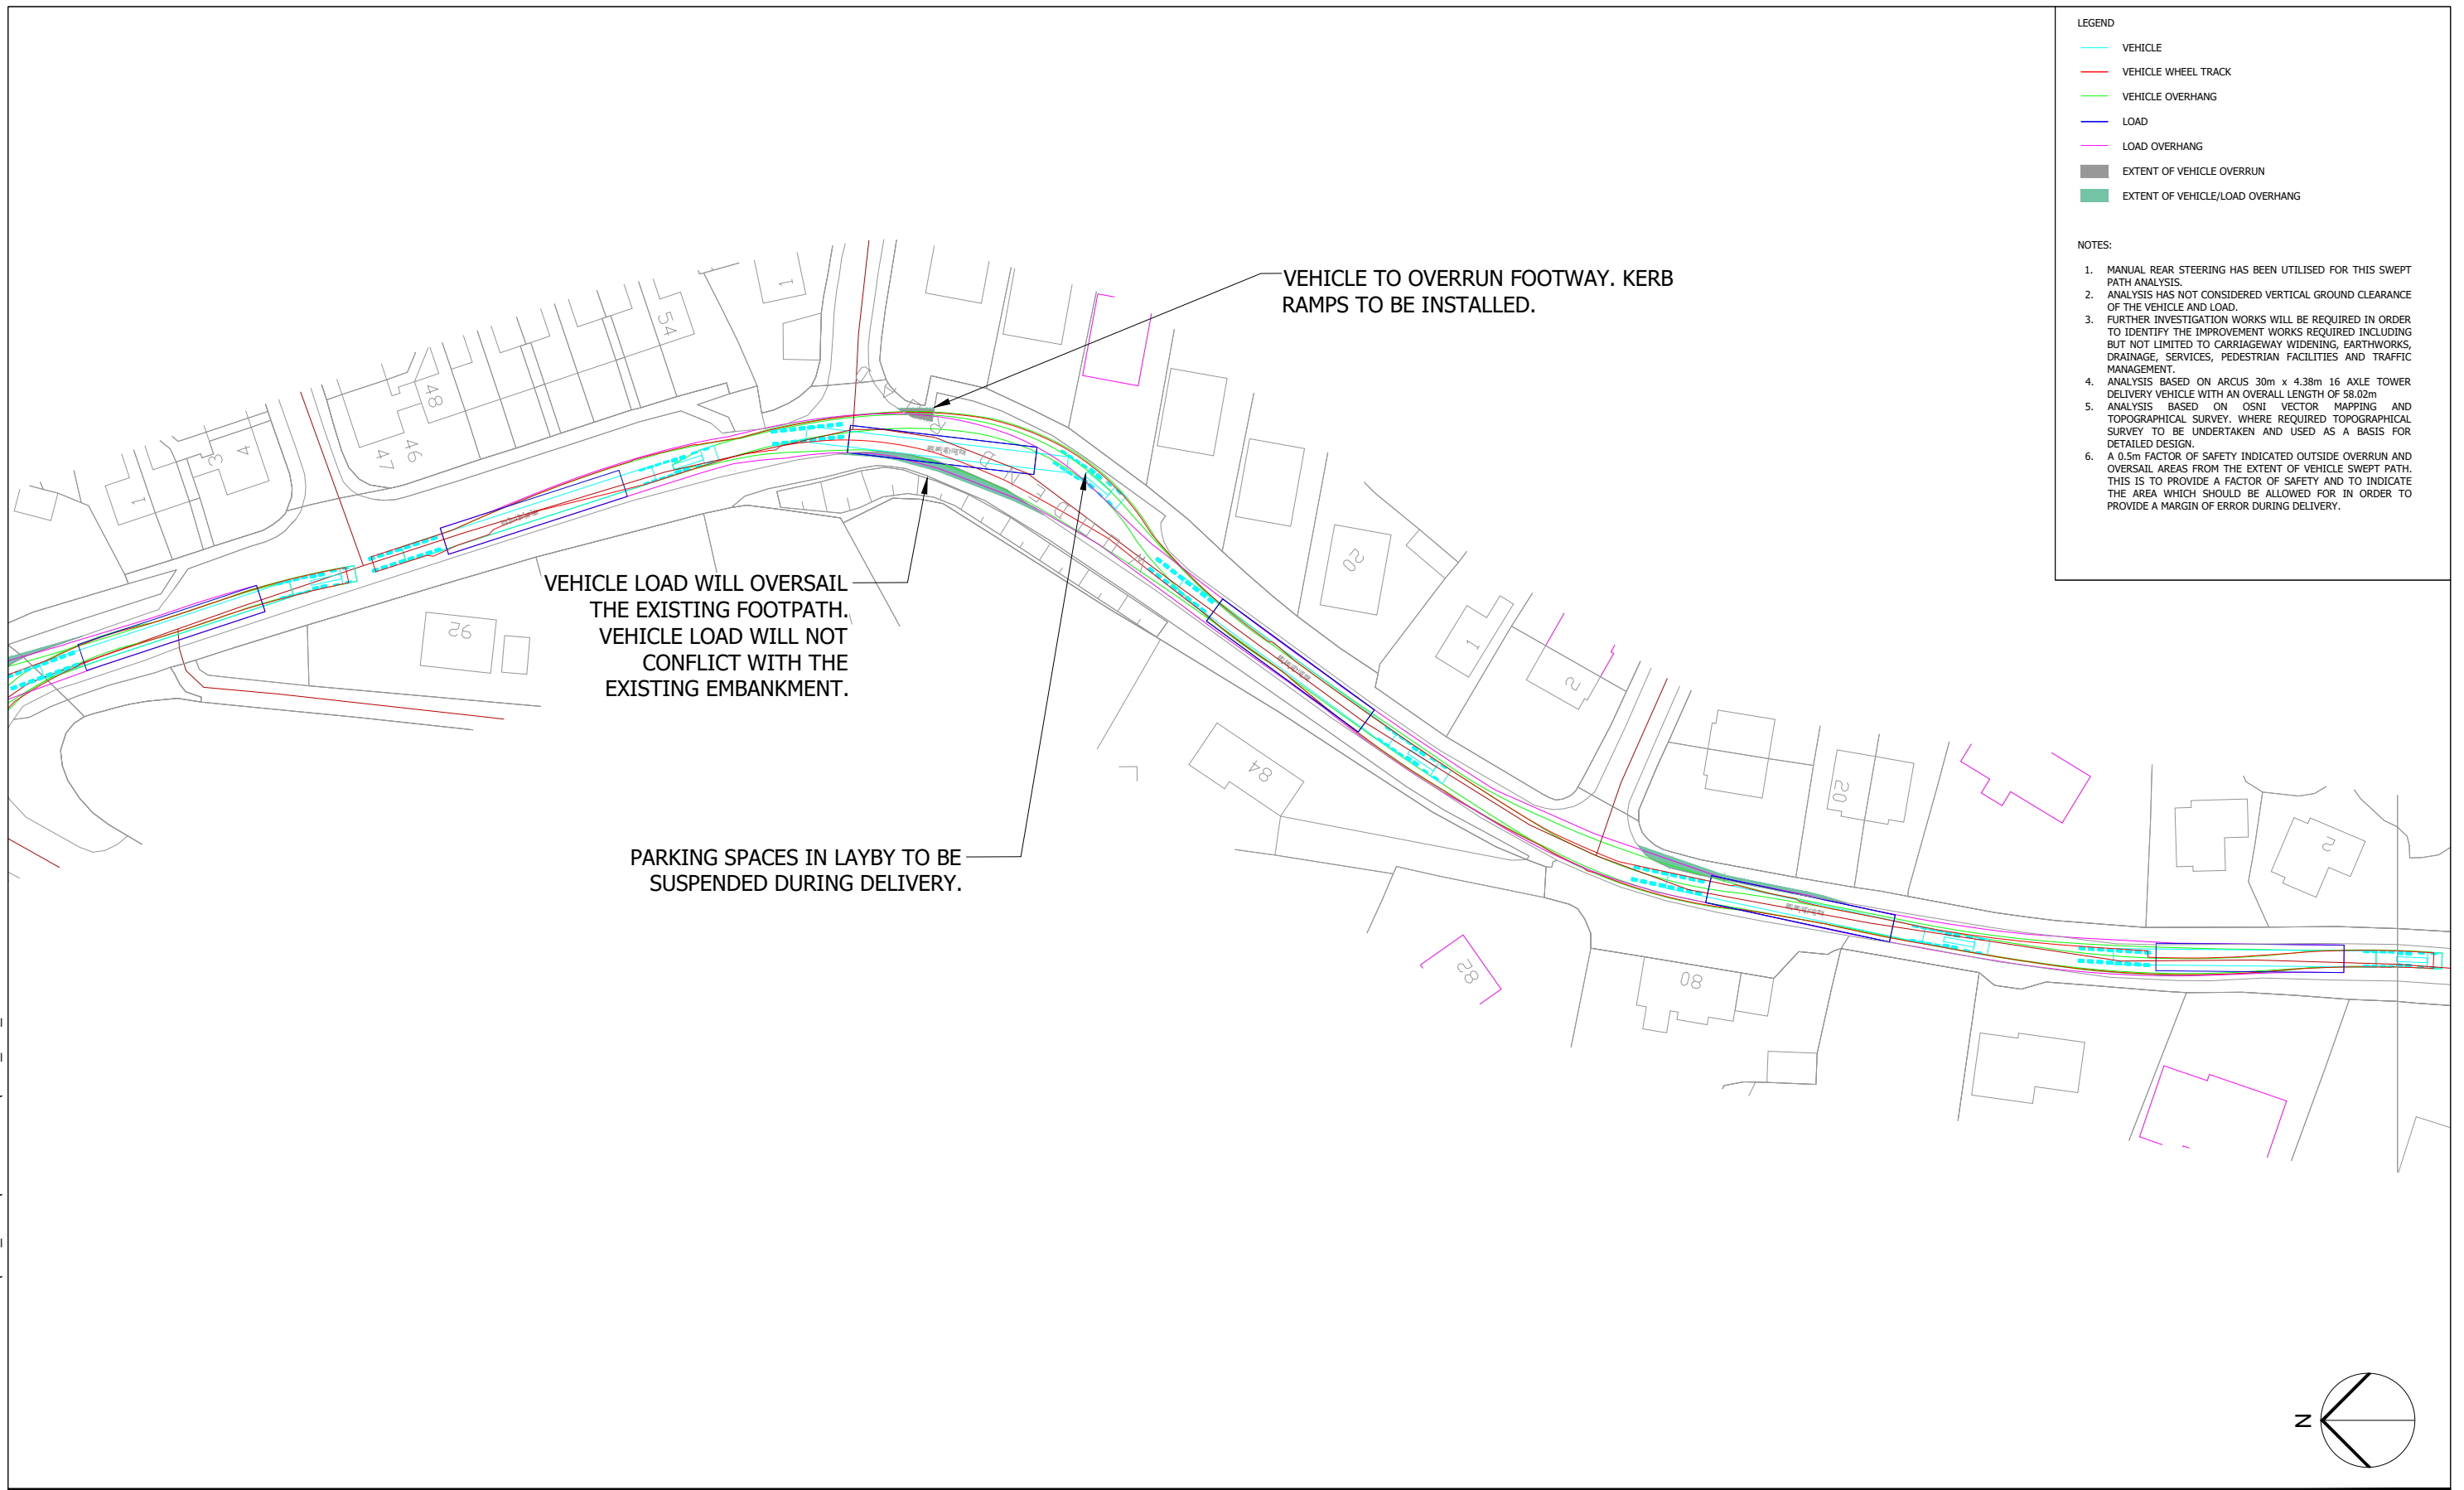 LEGEND
VEHICLE
VEHICLE WHEEL TRACK
VEHICLE OVERHANG
LOAD
LOAD OVERHANG
EXTENT OF VEHICLE OVERRUN
EXTENT OF VEHICLE/LOAD OVERHANG
NOTES:
1. MANUAL REAR STEERING HAS BEEN UTILISED FOR THIS SWEPT
PATH ANALYSIS.
2. ANALYSIS HAS NOT CONSIDERED VERTICAL GROUND CLEARANCE
OF THE VEHICLE AND LOAD.
3. FURTHER INVESTIGATION WORKS WILL BE REQUIRED IN ORDER
TO IDENTIFY THE IMPROVEMENT WORKS REQUIRED INCLUDING
BUT NOT LIMITED TO CARRIAGEWAY WIDENING, EARTHWORKS,
DRAINAGE, SERVICES, PEDESTRIAN FACILITIES AND TRAFFIC
MANAGEMENT.
4. ANALYSIS BASED ON ARCUS 30m x 4.38m 16 AXLE TOWER
DELIVERY VEHICLE WITH AN OVERALL LENGTH OF 58.02m
5. ANALYSIS BASED ON OSNI VECTOR MAPPING AND
TOPOGRAPHICAL SURVEY. WHERE REQUIRED TOPOGRAPHICAL
SURVEY TO BE UNDERTAKEN AND USED AS A BASIS FOR
DETAILED DESIGN.
6. A 0.5m FACTOR OF SAFETY INDICATED OUTSIDE OVERRUN AND
OVERSAIL AREAS FROM THE EXTENT OF VEHICLE SWEPT PATH.
THIS IS TO PROVIDE A FACTOR OF SAFETY AND TO INDICATE
THE AREA WHICH SHOULD BE ALLOWED FOR IN ORDER TO
PROVIDE A MARGIN OF ERROR DURING DELIVERY.
VEHICLE TO OVERRUN FOOTWAY. KERB
RAMPS TO BE INSTALLED.
VEHICLE LOAD WILL OVERSAIL
THE EXISTING FOOTPATH.
VEHICLE LOAD WILL NOT
CONFLICT WITH THE
EXISTING EMBANKMENT.
PARKING SPACES IN LAYBY TO BE
SUSPENDED DURING DELIVERY.
1
54
48
46
47
4
3
1
92
20
1
2
84
20
2
82
80
N